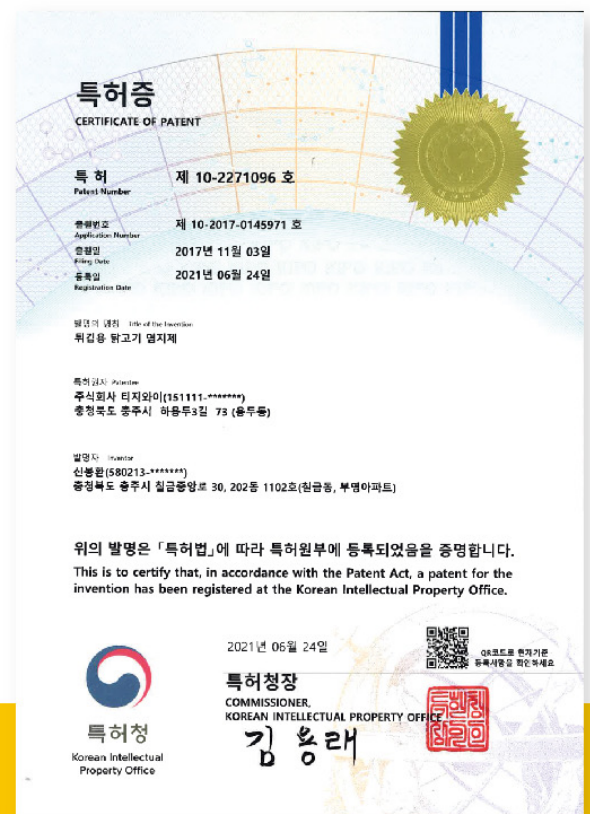 특허증
CERTIFICATE OF PATENT
특 허
Patent Number
제 10-2271096 호
출원번호
Application Number
제 10-2017-0145971 호
출원일
Filing Date
2017년 11월 03일
등록일
Registration Date
2021년 06월 24일
발명의 명칭 Title of the Invention
튀김용 닭고기 염지제
특허권자 Patentee
주식회사 티지와이(151111-*******)
충청북도 충주시 하용두3길 73 (용두동)
발명자 Inventor
신봉환(580213-*******)
충청북도 충주시 칠금중앙로 30, 202동 1102호(칠금동, 부영아파트)
위의 발명은 「특허법」에 따라 특허원부에 등록되었음을 증명합니다.
This is to certify that, in accordance with the Patent Act, a patent for the
invention has been registered at the Korean Intellectual Property Office.
2021년 06월 24일
QR코드로 현재기준
등록사항을 확인하세요
특허청장
COMMISSIONER,
KOREAN INTELLECTUAL PROPERTY OFFICE
김용래
특허청
Korean Intellectual
Property Office